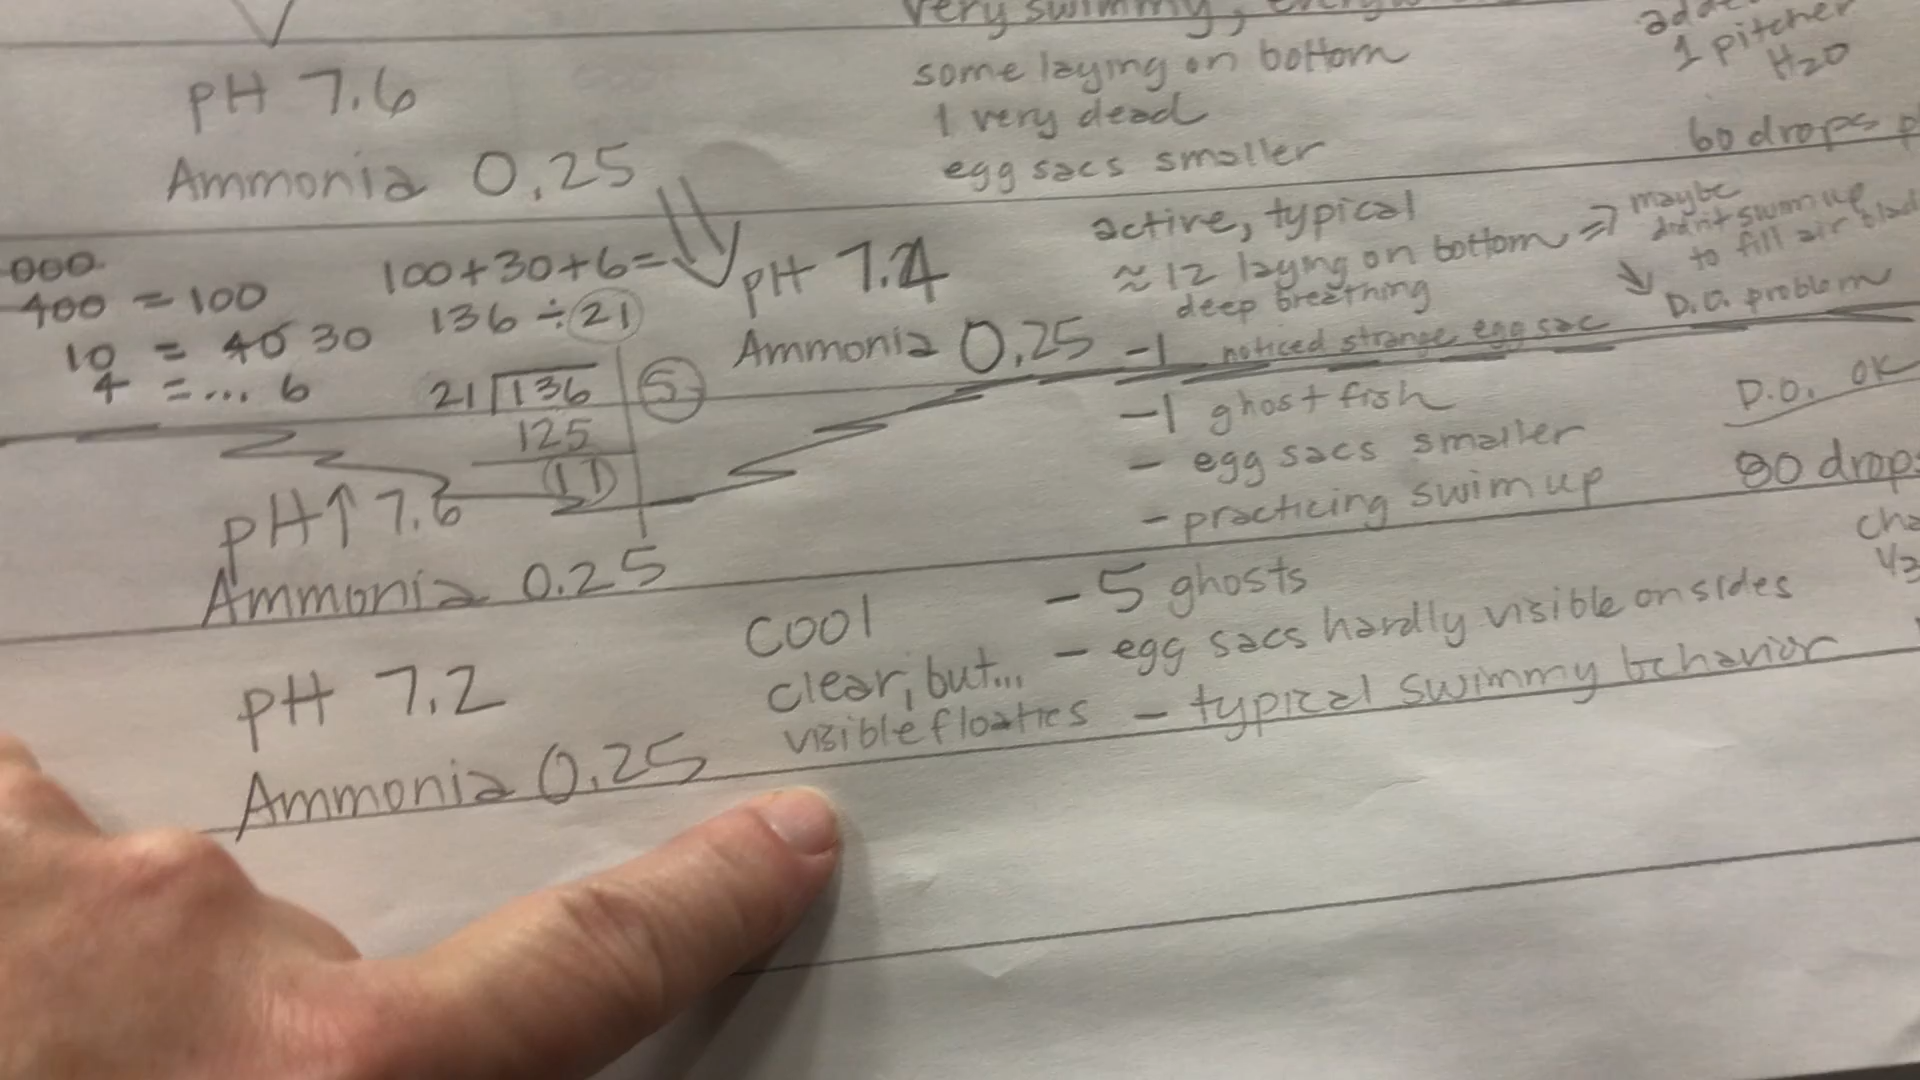 very swimmy,
some laying on bottom
1 very dead
egg sacs smaller
1 pitcher
H2O
60 drops
pH 7.6
Ammonia 0.25
000
400 = 100
10 = 40 30
4 = ... 6
100+30+6=
136 ÷ 21
21 136 5
125
11
pH 7.4
Ammonia 0.25
active, typical
≈ 12 laying on bottom ⇒
deep breathing
-1 noticed strange egg sac
maybe
didn't swim up
to fill air
D.O. problem
pH↑ 7.6
Ammonia 0.25
-1 ghost fish
- egg sacs smaller
- practicing swim up
D.O. OK
80 drops
pH 7.2
Ammonia 0.25
cool
clear, but...
visible floaties
- 5 ghosts
- egg sacs hardly visible on sides
- typical swimmy behavior